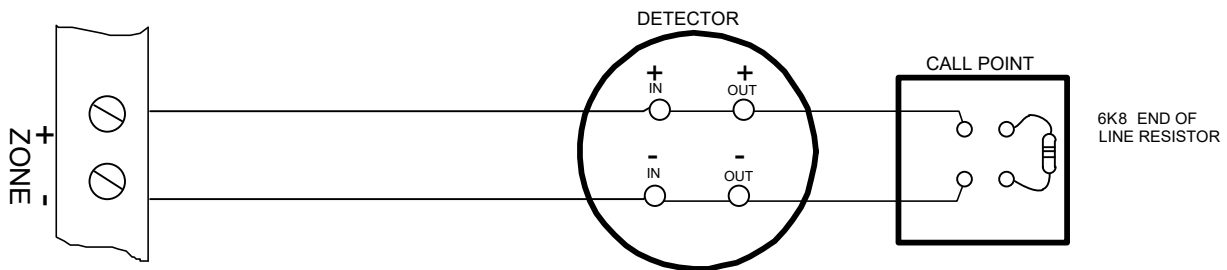 DETECTOR
+ +
IN OUT
- -
IN OUT
CALL POINT
6K8 END OF
LINE RESISTOR
- ZONE +